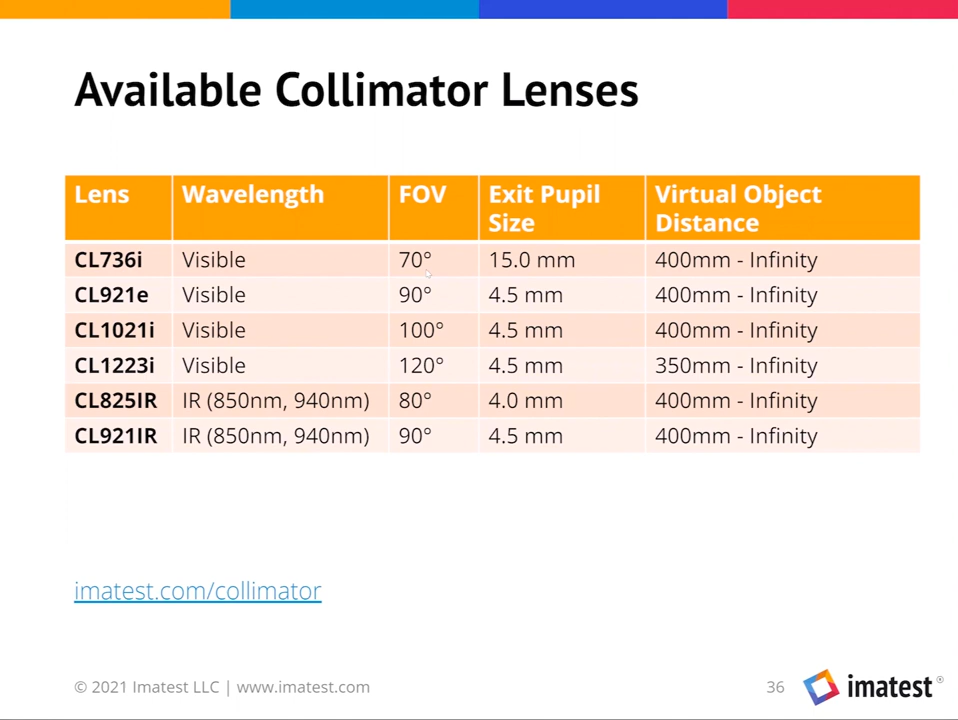 Available Collimator Lenses
Lens Wavelength FOV Exit Pupil Size Virtual Object Distance
CL736i Visible 70° 15.0 mm 400mm - Infinity
CL921e Visible 90° 4.5 mm 400mm - Infinity
CL1021i Visible 100° 4.5 mm 400mm - Infinity
CL1223i Visible 120° 4.5 mm 350mm - Infinity
CL825IR IR (850nm, 940nm) 80° 4.0 mm 400mm - Infinity
CL921IR IR (850nm, 940nm) 90° 4.5 mm 400mm - Infinity
imatest.com/collimator
© 2021 Imatest LLC | www.imatest.com 36 imatest®